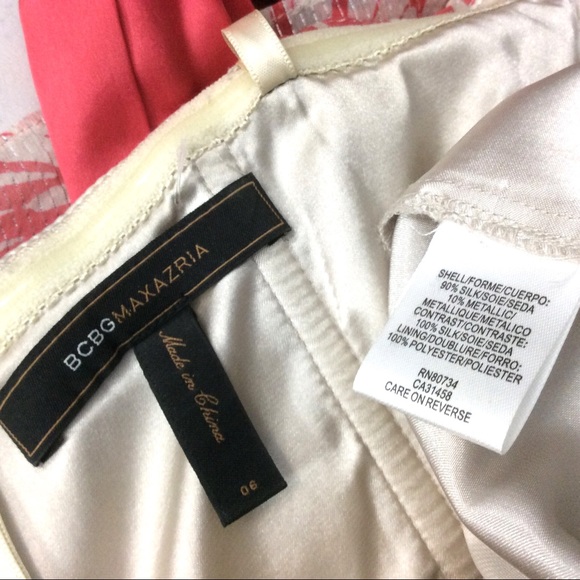 BCBGMAXAZRIA
Made in China
06
SHELL/FORME/CUERPO:
90% SILK/SOIE/SEDA
10% METALLIC/
METALLIQUE/METALICO
CONTRAST/CONTRASTE:
100% SILK/SOIE/SEDA
LINING/DOUBLURE/FORRO:
100% POLYESTER/POLIESTER
RN80734
CA31458
CARE ON REVERSE